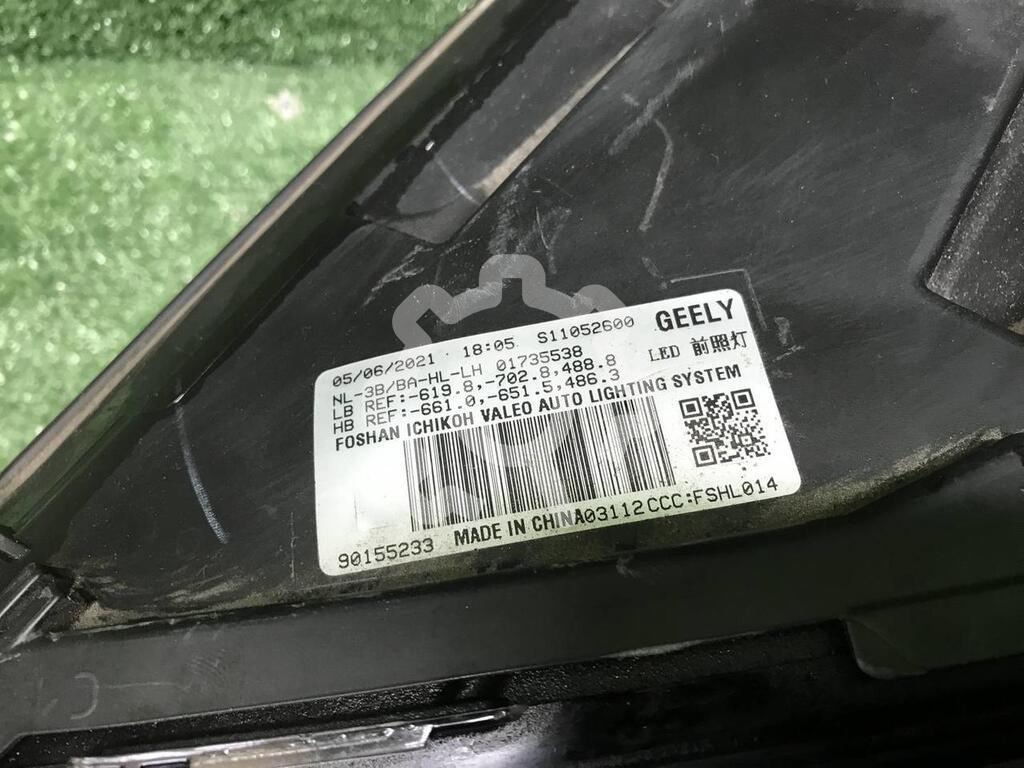 05/06/2021 18:05 S11052600 GEELY
NL-3B/BA-HL-LH 01735538 LED 前照灯
LB REF:-619.8,-702.8,488.8
HB REF:-661.0,-651.5,486.3
FOSHAN ICHIKOH VALEO AUTO LIGHTING SYSTEM
90155233 MADE IN CHINA03112 CCC:FSHL014